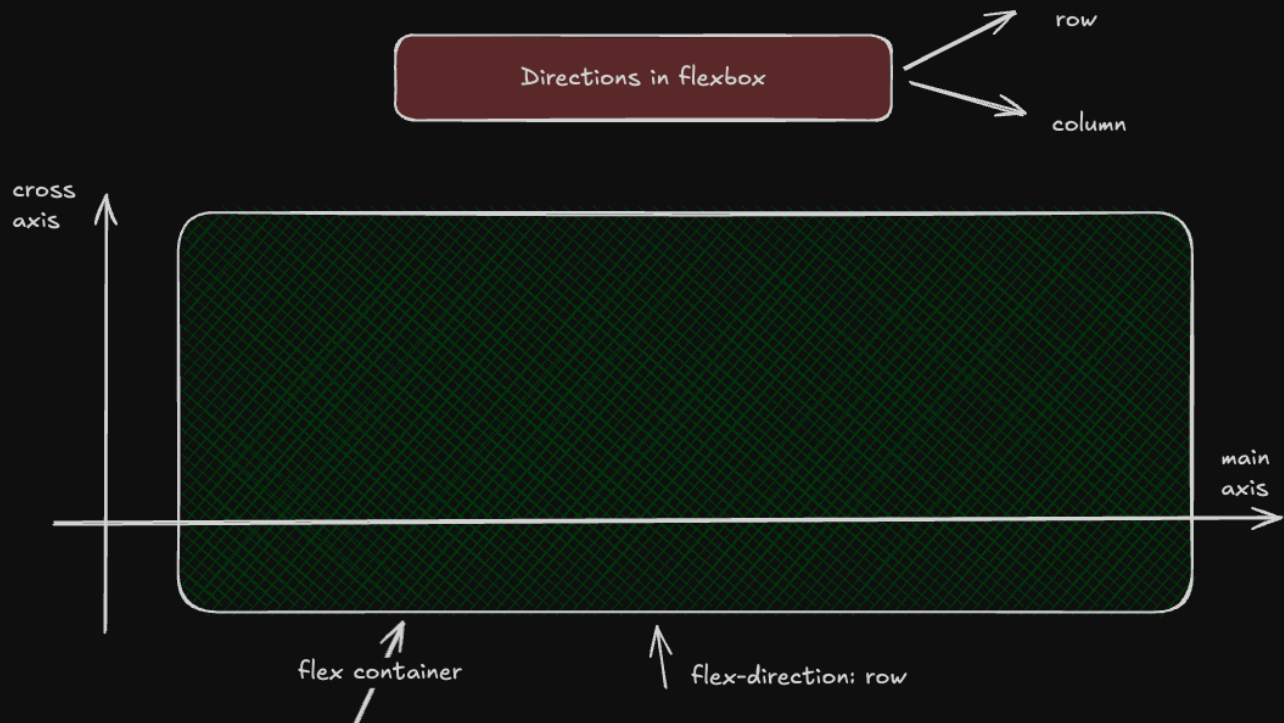 row
Directions in flexbox
column
cross
axis
main
axis
flex container
flex-direction: row